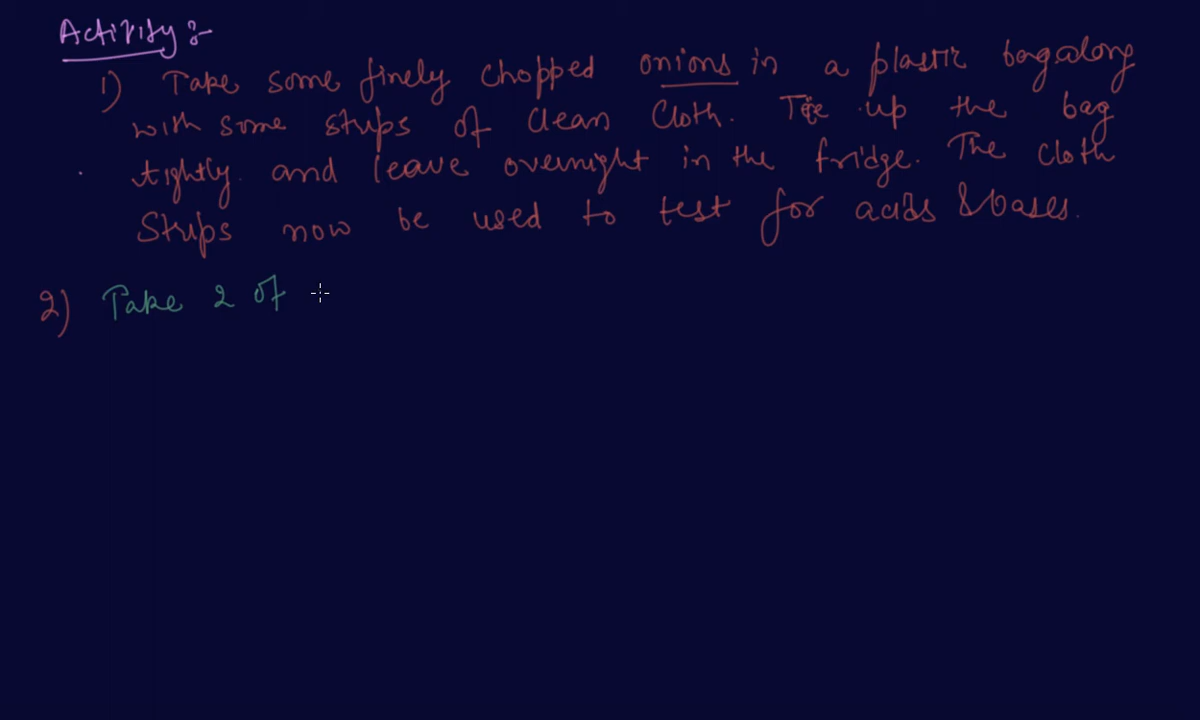 Activity :-
1) Take some finely chopped onions in a plastic bag along
with some strips of clean cloth. Tie up the bag
tightly and leave overnight in the fridge. The cloth
strips now be used to test for acids & bases.
2) Take 2 of